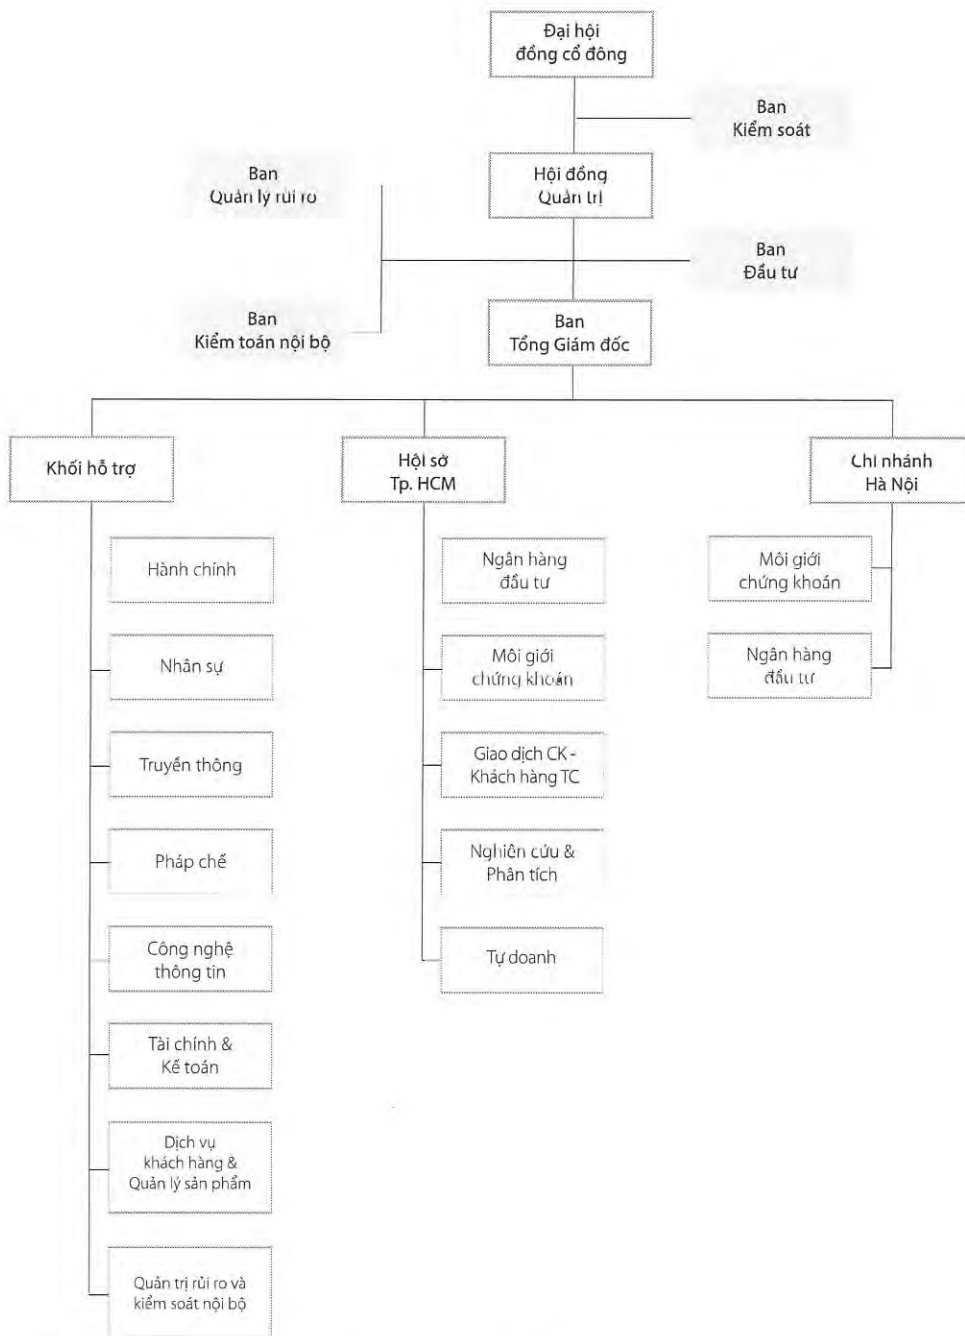 Đại hội
đồng cổ đông
Ban
Kiểm soát
Ban
Quản lý rủi ro
Hội đồng
Quản trị
Ban
Đầu tư
Ban
Kiểm toán nội bộ
Ban
Tổng Giám đốc
Khối hỗ trợ
Hội sở
Tp. HCM
Chi nhánh
Hà Nội
Hành chính
Nhân sự
Truyền thông
Pháp chế
Công nghệ
thông tin
Tài chính &
Kế toán
Dịch vụ
khách hàng &
Quản lý sản phẩm
Quản trị rủi ro và
kiểm soát nội bộ
Ngân hàng
đầu tư
Môi giới
chứng khoán
Giao dịch CK -
Khách hàng TC
Nghiên cứu &
Phân tích
Tự doanh
Môi giới
chứng khoán
Ngân hàng
đầu tư